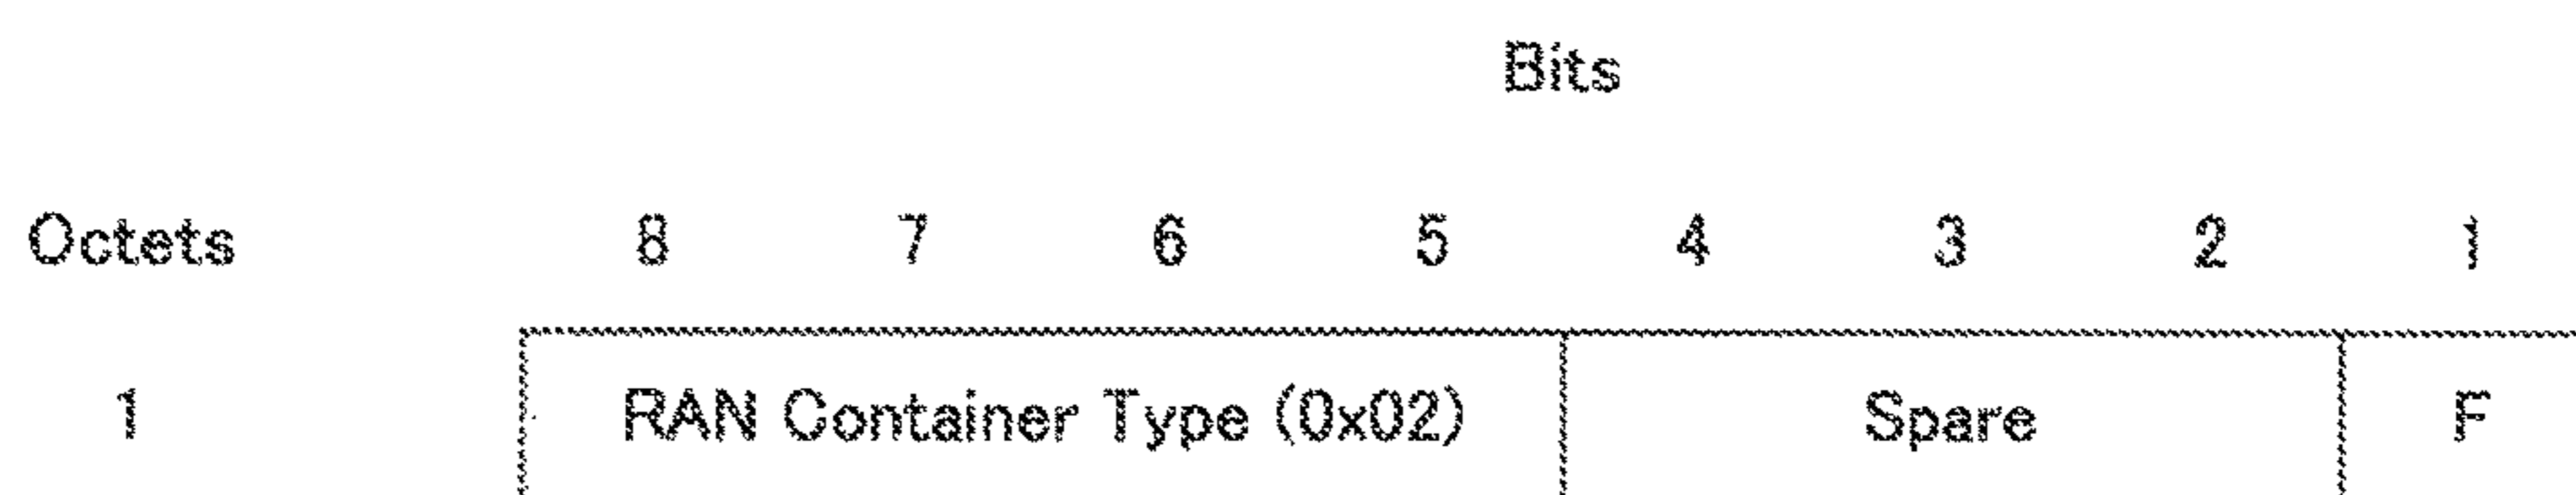 Bits
Octets 8 7 6 5 4 3 2 1
1 RAN Container Type (0x02) Spare F